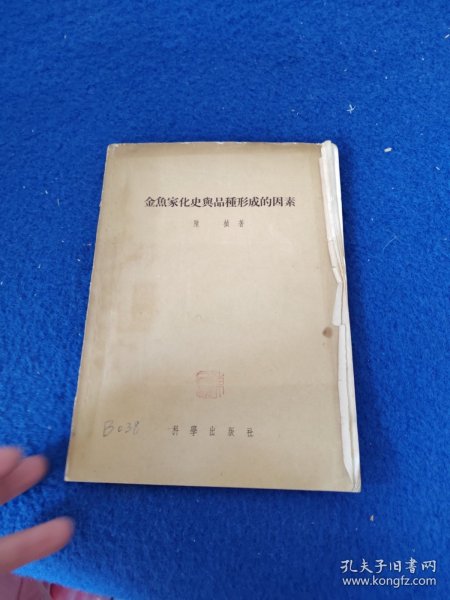 金魚家化史與品種形成的因素
陳 楨 著
B038
科學出版社
孔夫子旧书网
www.kongfz.com